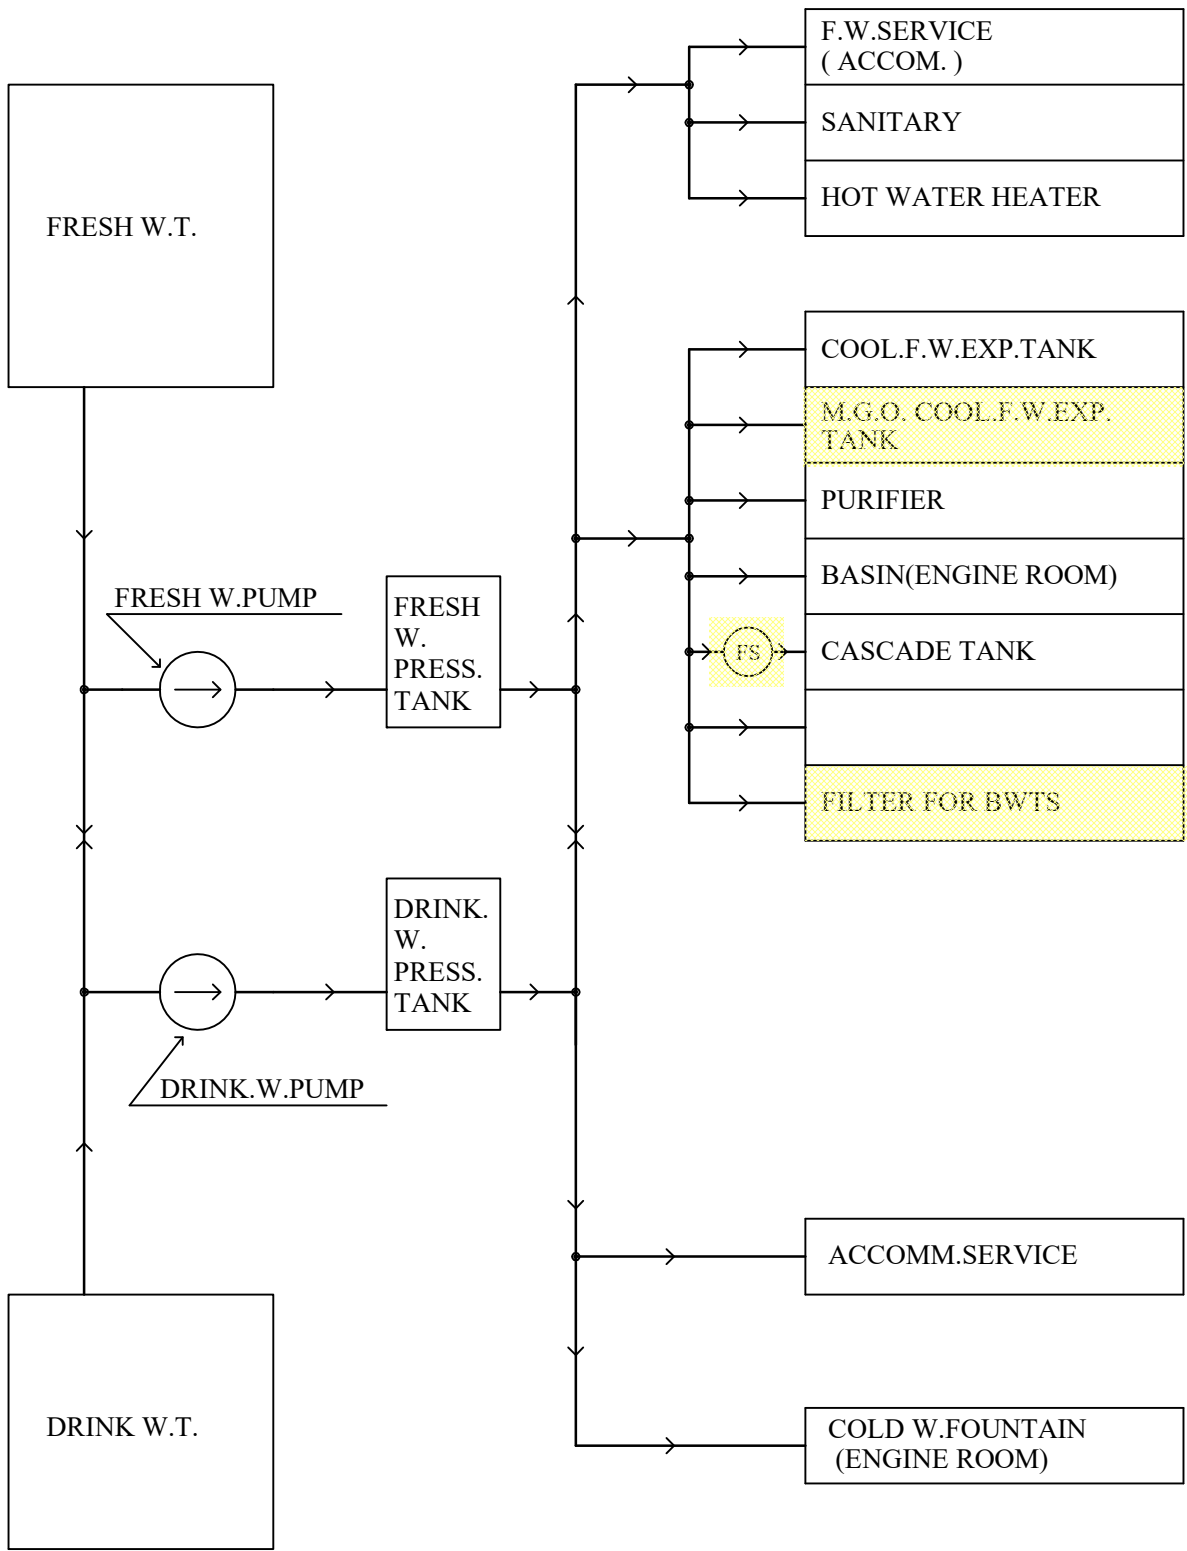 F.W.SERVICE
( ACCOM. )
SANITARY
HOT WATER HEATER
FRESH W.T.
COOL.F.W.EXP.TANK
M.G.O. COOL.F.W.EXP.
TANK
PURIFIER
BASIN(ENGINE ROOM)
FS
CASCADE TANK
FILTER FOR BWTS
FRESH W.PUMP
FRESH
W.
PRESS.
TANK
DRINK.
W.
PRESS.
TANK
DRINK.W.PUMP
ACCOMM.SERVICE
DRINK W.T.
COLD W.FOUNTAIN
(ENGINE ROOM)